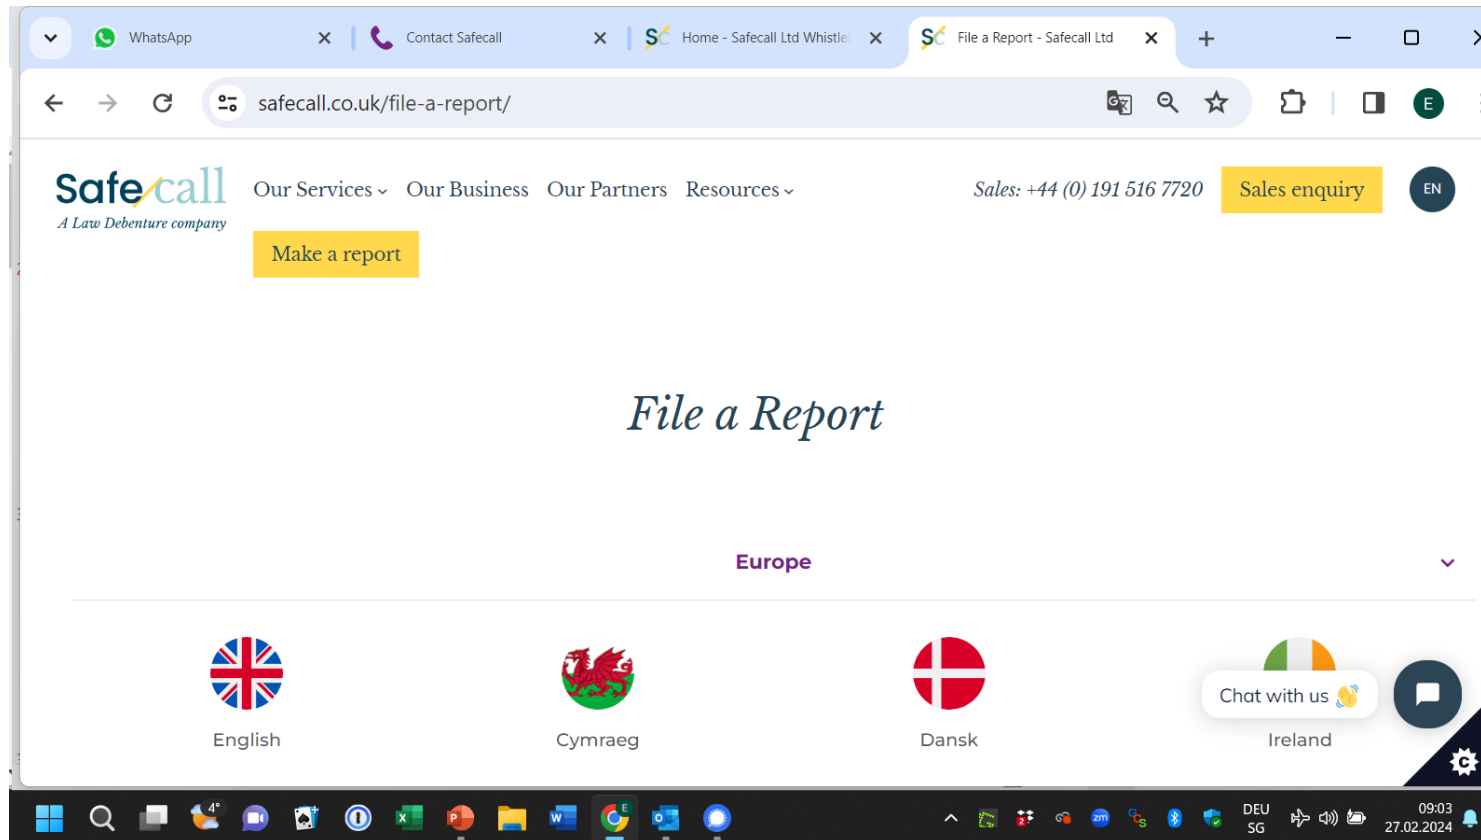 WhatsApp
Contact Safecall
Home - Safecall Ltd Whistle
File a Report - Safecall Ltd
safecall.co.uk/file-a-report/
E
Safecall
A Law Debenture company
Our Services
Our Business
Our Partners
Resources
Sales: +44 (0) 191 516 7720
Sales enquiry
EN
Make a report
File a Report
Europe
Chat with us
English
Cymraeg
Dansk
Ireland
4°
E
zm
DEU
SG
09:03
27.02.2024